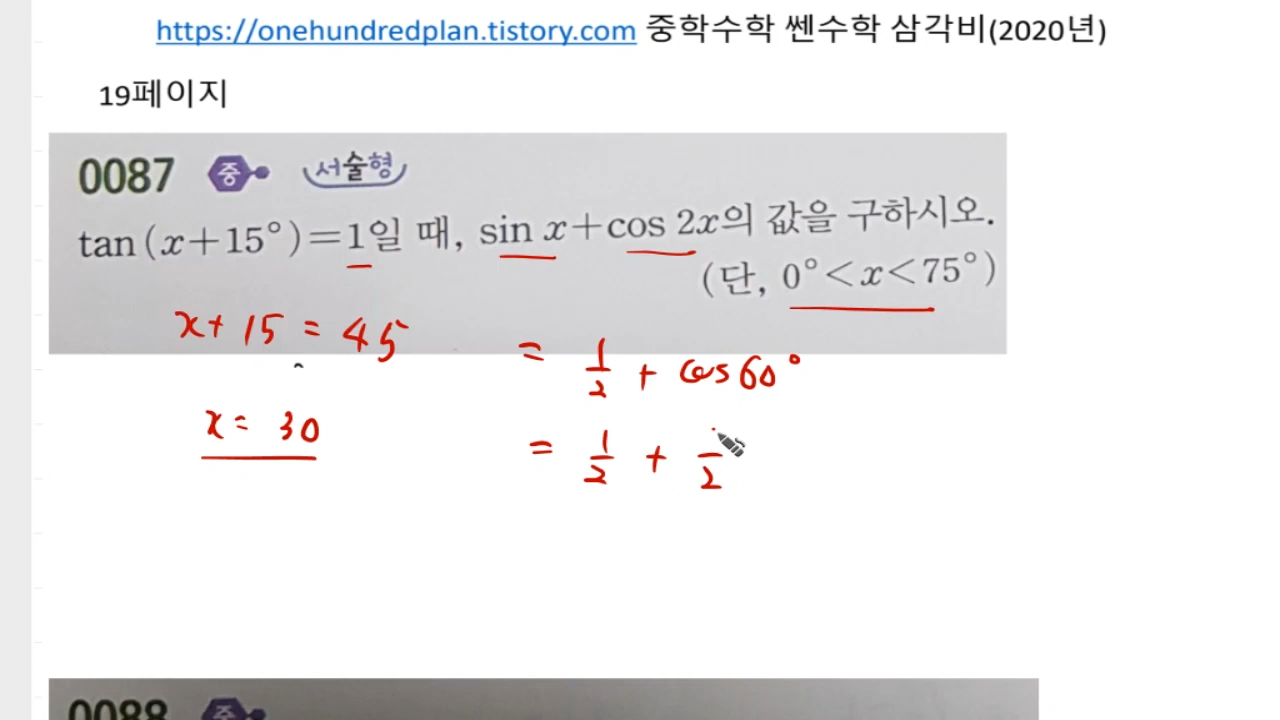 https://onehundredplan.tistory.com 중학수학 쎈수학 삼각비(2020년)
19페이지
0087 중 서술형
tan(x+15°)=1일 때, sin x+cos 2x의 값을 구하시오.
(단, 0°<x<75°)
x+15=45
= 1/2 + cos60°
x=30
= 1/2 + /2
0088 중